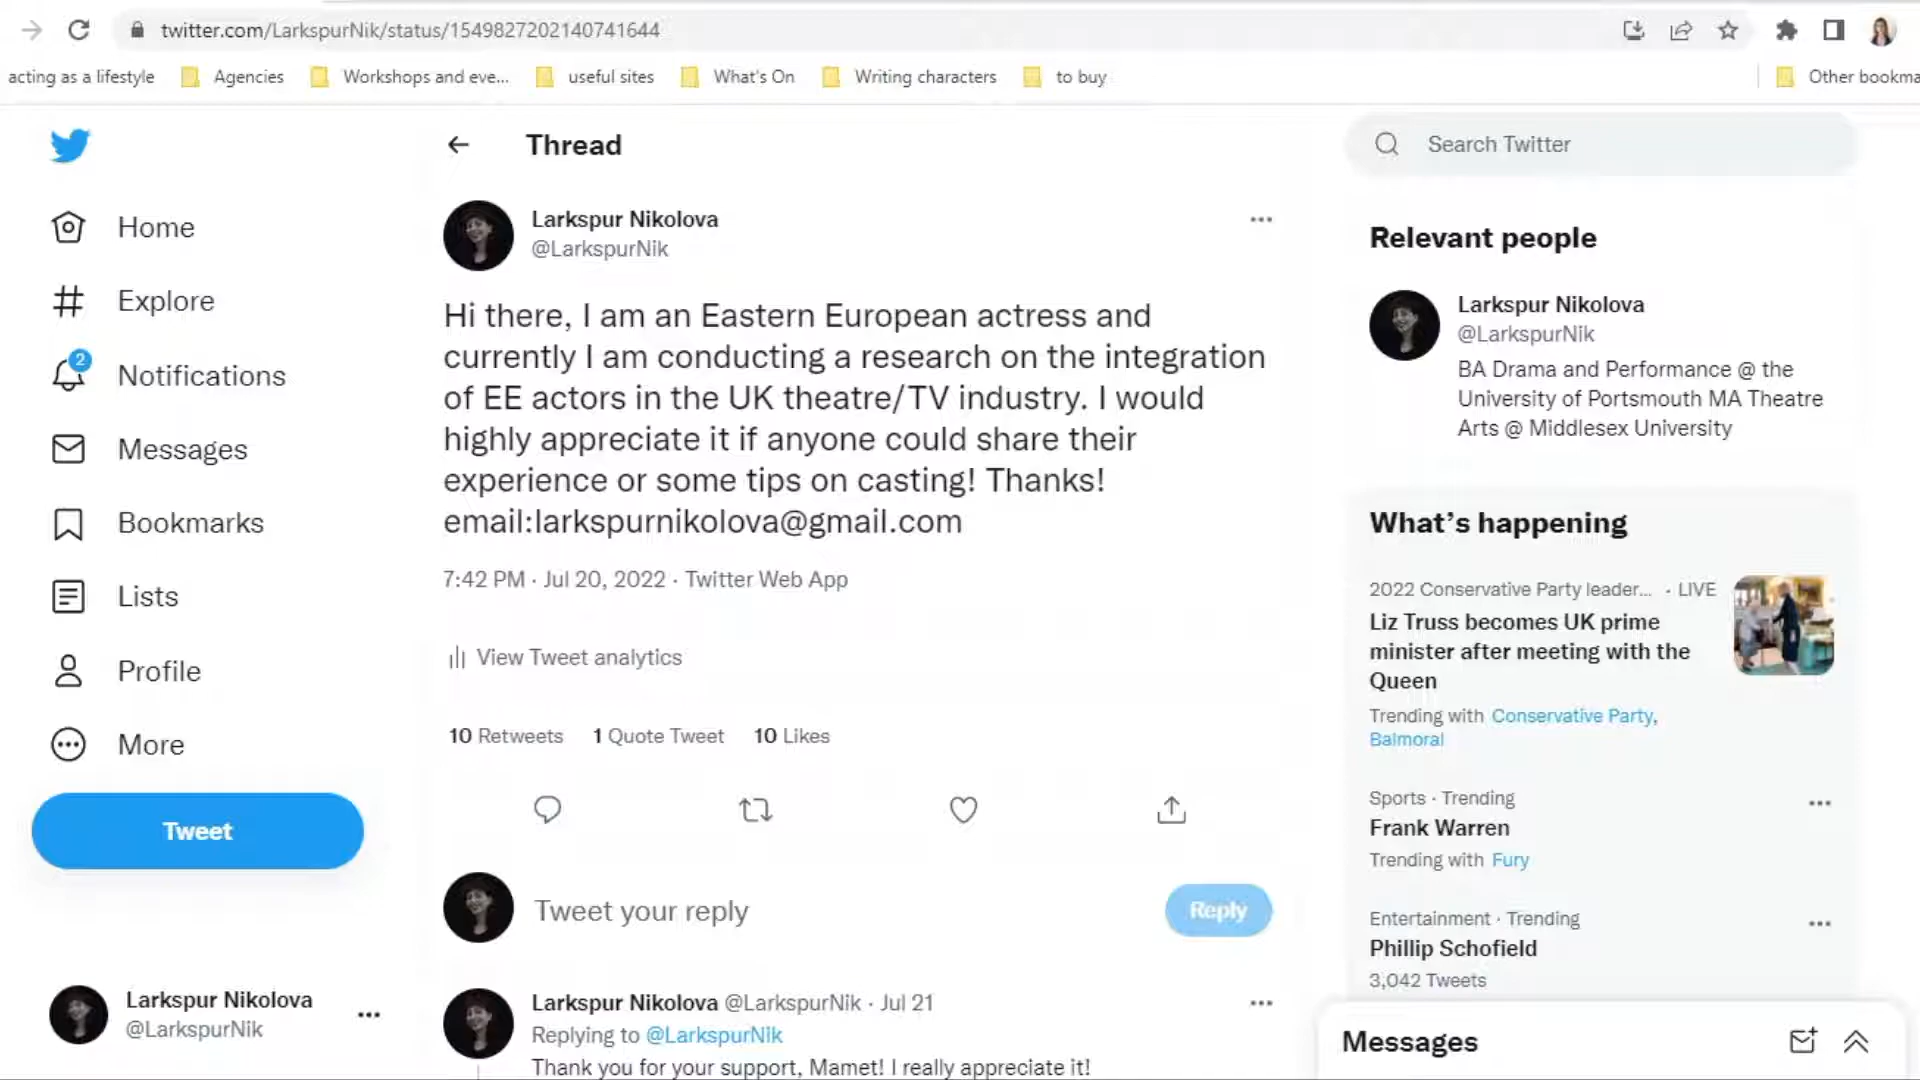 twitter.com/LarkspurNik/status/1549827202140741644
acting as a lifestyle
Agencies
Workshops and eve...
useful sites
What's On
Writing characters
to buy
Other bookma
Home
Explore
2
Notifications
Messages
Bookmarks
Lists
Profile
More
Tweet
Larkspur Nikolova
@LarkspurNik
Thread
Larkspur Nikolova
@LarkspurNik
Hi there, I am an Eastern European actress and
currently I am conducting a research on the integration
of EE actors in the UK theatre/TV industry. I would
highly appreciate it if anyone could share their
experience or some tips on casting! Thanks!
email:larkspurnikolova@gmail.com
7:42 PM · Jul 20, 2022 · Twitter Web App
View Tweet analytics
10 Retweets 1 Quote Tweet 10 Likes
Tweet your reply
Reply
Larkspur Nikolova @LarkspurNik · Jul 21
Replying to @LarkspurNik
Thank you for your support, Mamet! I really appreciate it!
Search Twitter
Relevant people
Larkspur Nikolova
@LarkspurNik
BA Drama and Performance @ the
University of Portsmouth MA Theatre
Arts @ Middlesex University
What's happening
2022 Conservative Party leader... · LIVE
Liz Truss becomes UK prime
minister after meeting with the
Queen
Trending with Conservative Party,
Balmoral
Sports · Trending
Frank Warren
Trending with Fury
Entertainment · Trending
Phillip Schofield
3,042 Tweets
Messages